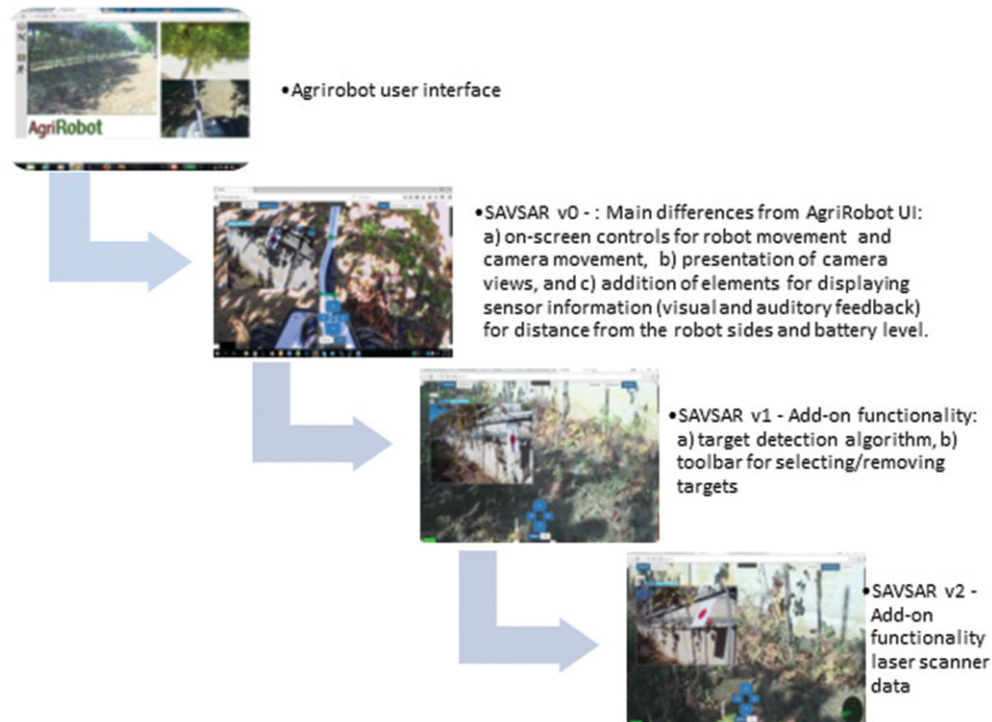 AgriRobot
•Agrirobot user interface
•SAVSAR v0 - : Main differences from AgriRobot UI:
a) on-screen controls for robot movement and
camera movement, b) presentation of camera
views, and c) addition of elements for displaying
sensor information (visual and auditory feedback)
for distance from the robot sides and battery level.
•SAVSAR v1 - Add-on functionality:
a) target detection algorithm, b)
toolbar for selecting/removing
targets
•SAVSAR v2 -
Add-on
functionality
laser scanner
data